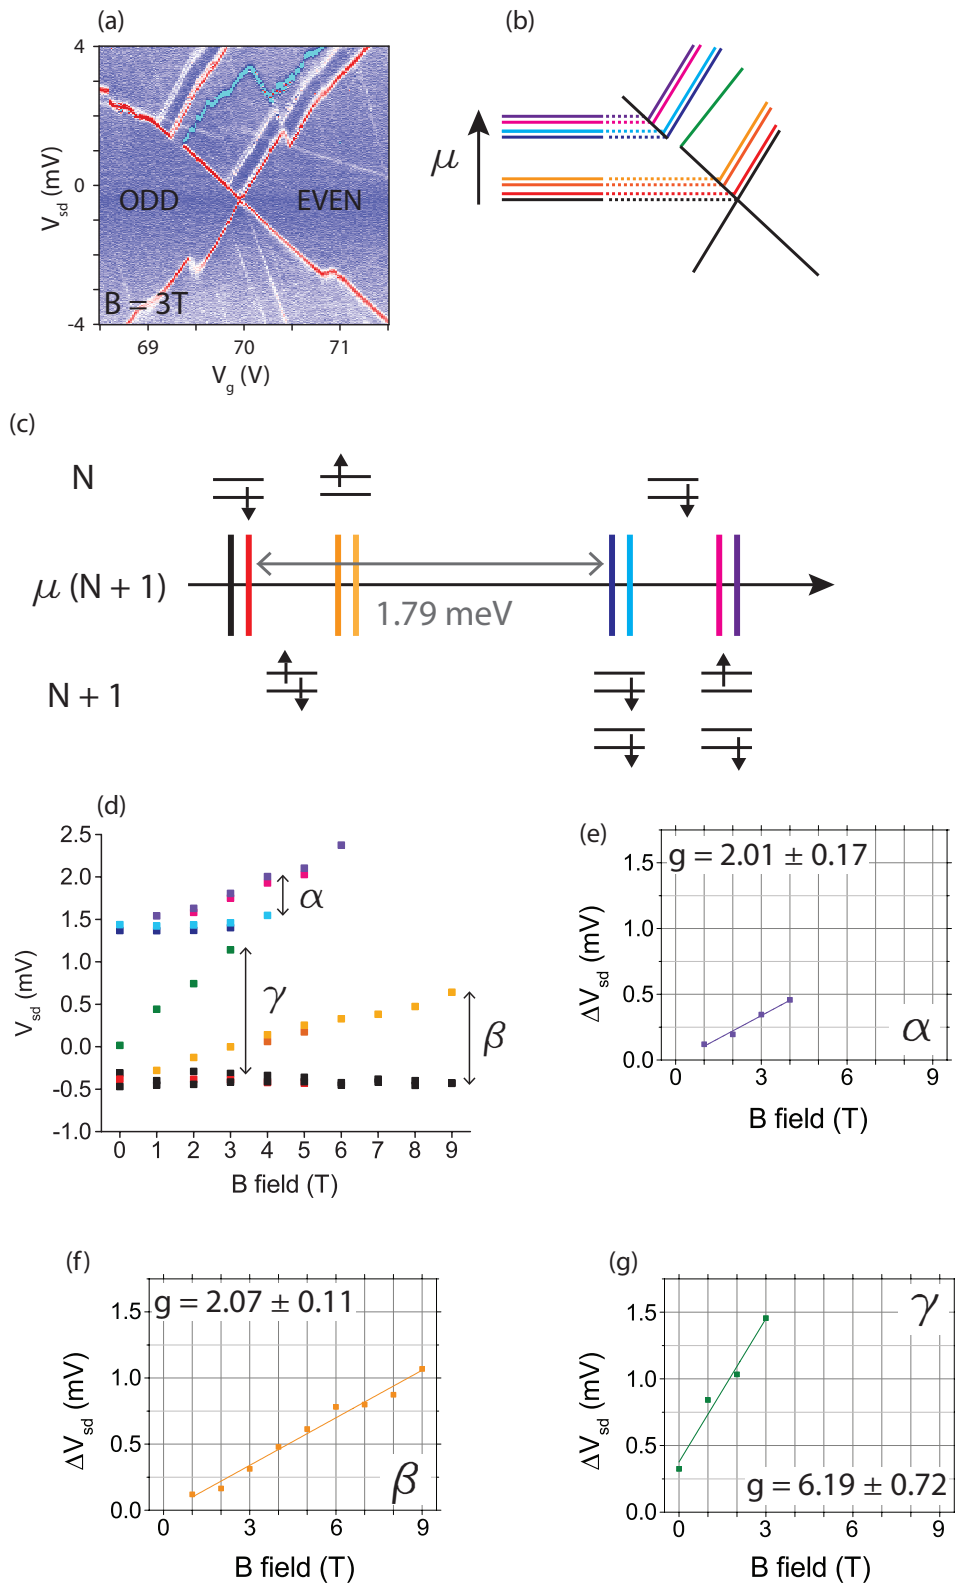 (a)
4
0
-4
V_sd (mV)
ODD
EVEN
B = 3T
69
70
71
V_g (V)
(b)
μ
(c)
N
μ (N + 1)
1.79 meV
N + 1
(d)
2.5
2.0
1.5
1.0
0.5
0.0
-0.5
-1.0
V_sd (mV)
α
γ
β
0 1 2 3 4 5 6 7 8 9
B field (T)
(e)
g = 2.01 ± 0.17
1.5
1.0
0.5
0.0
ΔV_sd (mV)
α
0 3 6 9
B field (T)
(f)
g = 2.07 ± 0.11
1.5
1.0
0.5
0.0
ΔV_sd (mV)
β
0 3 6 9
B field (T)
(g)
γ
1.5
1.0
0.5
0.0
ΔV_sd (mV)
g = 6.19 ± 0.72
0 3 6 9
B field (T)